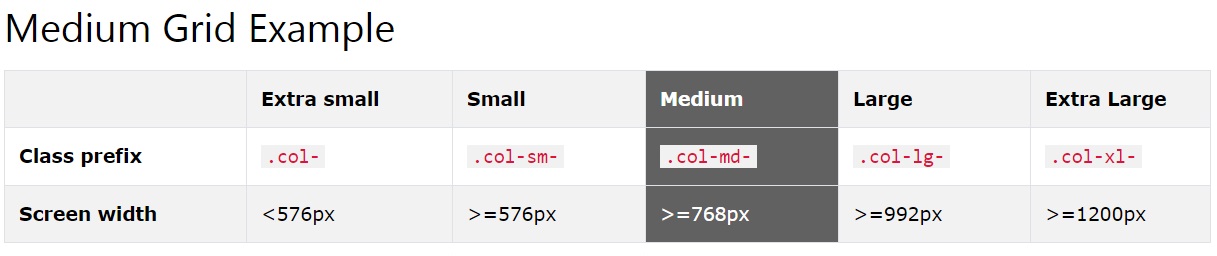 Medium Grid Example
Extra small Small Medium Large Extra Large
Class prefix .col- .col-sm- .col-md- .col-lg- .col-xl-
Screen width <576px >=576px >=768px >=992px >=1200px